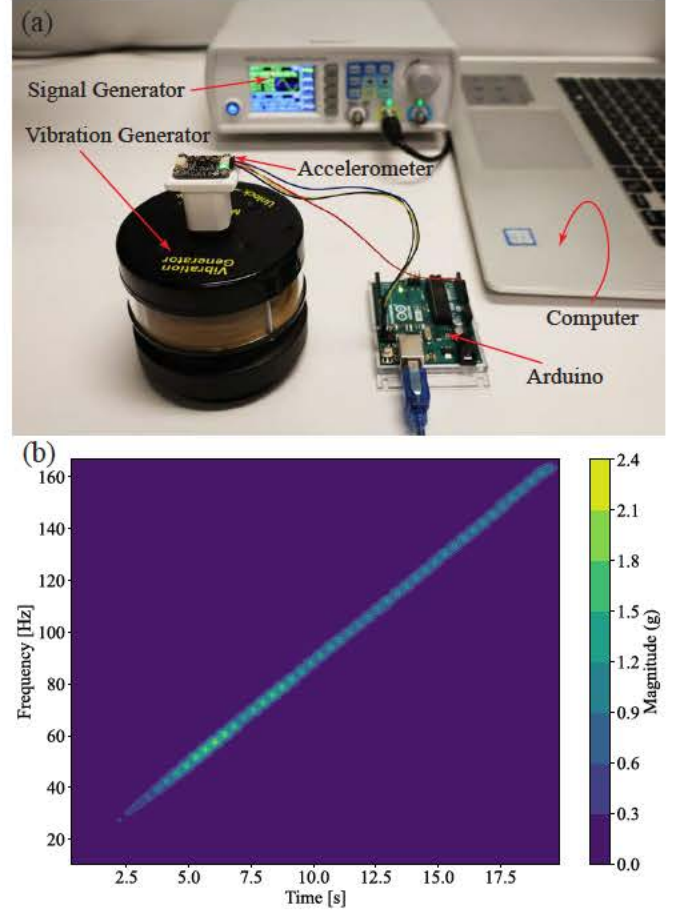 (a)
Signal Generator
Vibration Generator
Accelerometer
Unlock
Vibration
Generator
Computer
Arduino
(b)
160
140
120
100
80
60
40
20
Frequency [Hz]
2.5 5.0 7.5 10.0 12.5 15.0 17.5
Time [s]
2.4
2.1
1.8
1.5
1.2
0.9
0.6
0.3
0.0
Magnitude (g)